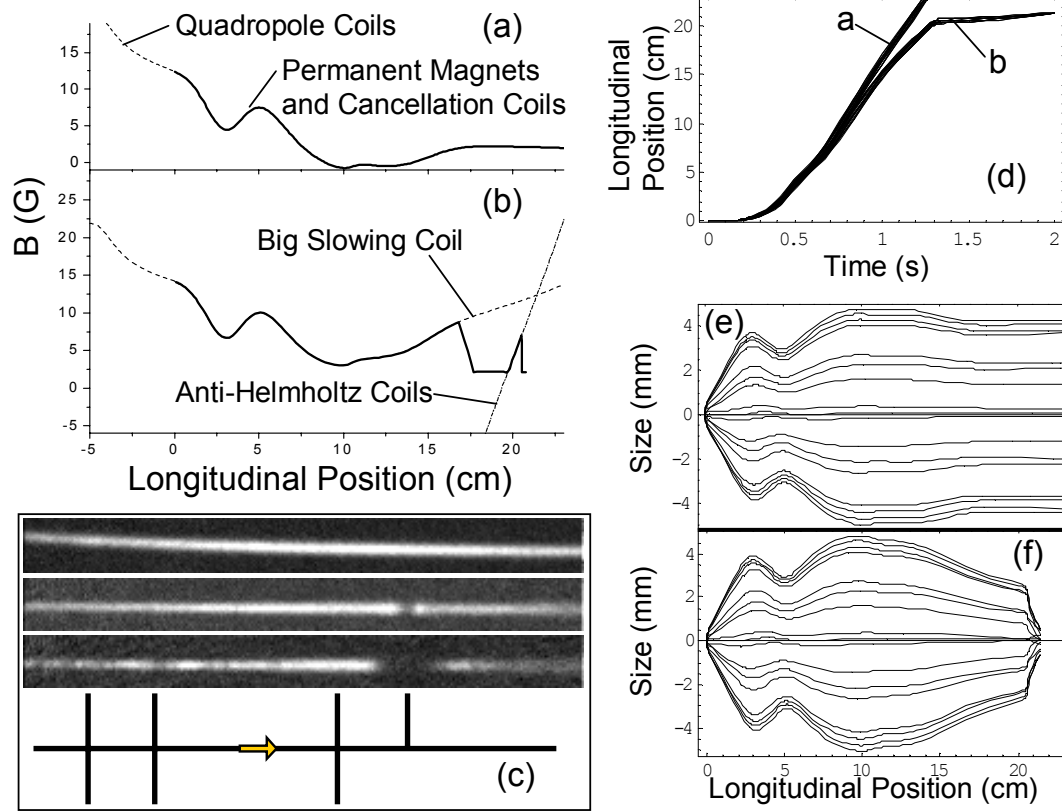 Quadropole Coils
(a)
Permanent Magnets
and Cancellation Coils
15
10
5
0
(b)
B (G)
25
20
15
10
5
0
-5
Big Slowing Coil
Anti-Helmholtz Coils
-5 0 5 10 15 20
Longitudinal Position (cm)
(c)
20
15
10
5
0
Longitudinal
Position (cm)
a
b
(d)
0 0.5 1 1.5 2
Time (s)
(e)
Size (mm)
4
2
0
-2
-4
(f)
Size (mm)
4
2
0
-2
-4
0 5 10 15 20
Longitudinal Position (cm)